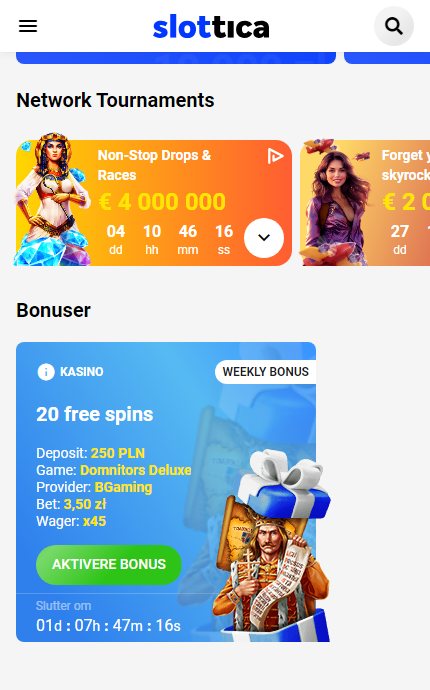 slottica
Network Tournaments
Non-Stop Drops &
Races
€ 4 000 000
04 10 46 16
dd hh mm ss
Forget
skyrock
€ 2 0
27
dd
Bonuser
KASINO
WEEKLY BONUS
20 free spins
Deposit: 250 PLN
Game: Domnitors Deluxe
Provider: BGaming
Bet: 3,50 zł
Wager: x45
AKTIVERE BONUS
Slutter om
01d : 07h : 47m : 16s